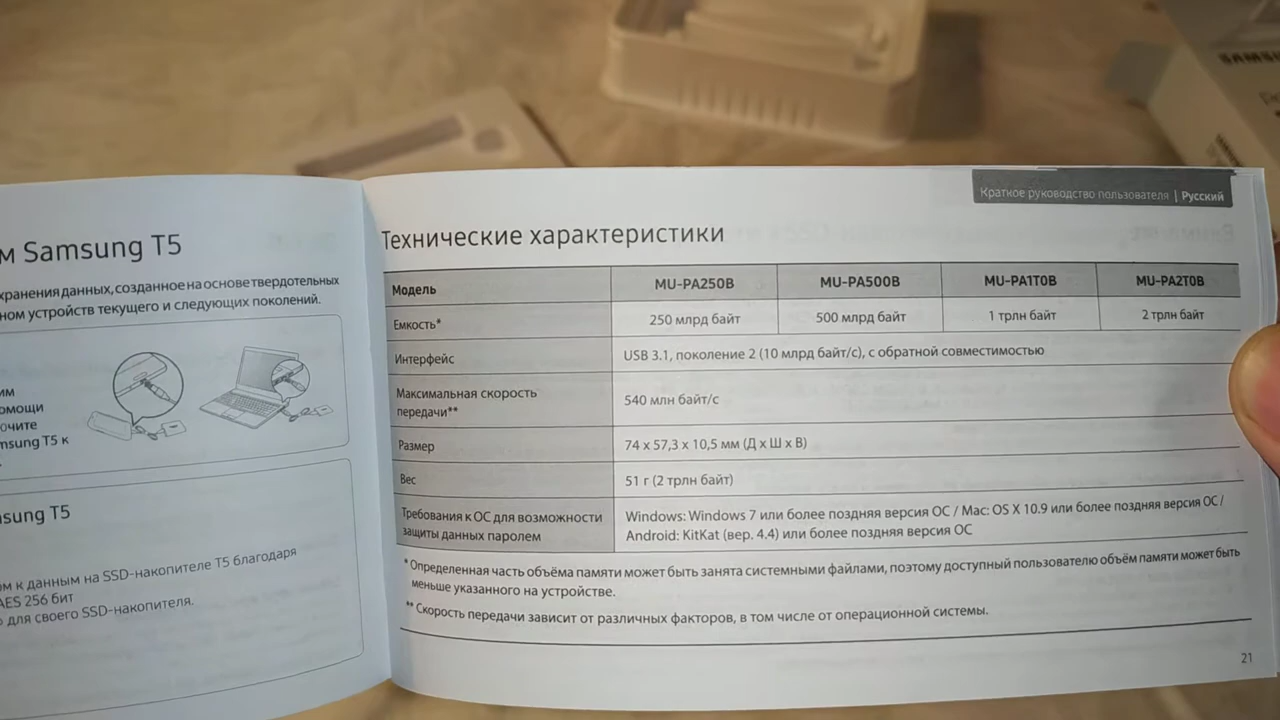 м Samsung T5
хранения данных, созданное на основе твердотельных
ном устройств текущего и следующих поколений.
им
омощи
ючите
msung T5 к
sung T5
ом к данным на SSD-накопителе T5 благодаря
AES 256 бит
для своего SSD-накопителя.
Краткое руководство пользователя | Русский
Технические характеристики
Модель MU-PA250B MU-PA500B MU-PA1T0B MU-PA2T0B
Емкость* 250 млрд байт 500 млрд байт 1 трлн байт 2 трлн байт
Интерфейс USB 3.1, поколение 2 (10 млрд байт/с), с обратной совместимостью
Максимальная скорость
передачи** 540 млн байт/с
Размер 74 x 57,3 x 10,5 мм (Д x Ш x В)
Вес 51 г (2 трлн байт)
Требования к ОС для возможности
защиты данных паролем
Windows: Windows 7 или более поздняя версия ОС / Mac: OS X 10.9 или более поздняя версия ОС /
Android: KitKat (вер. 4.4) или более поздняя версия ОС
* Определенная часть объёма памяти может быть занята системными файлами, поэтому доступный пользователю объём памяти может быть
меньше указанного на устройстве.
** Скорость передачи зависит от различных факторов, в том числе от операционной системы.
21